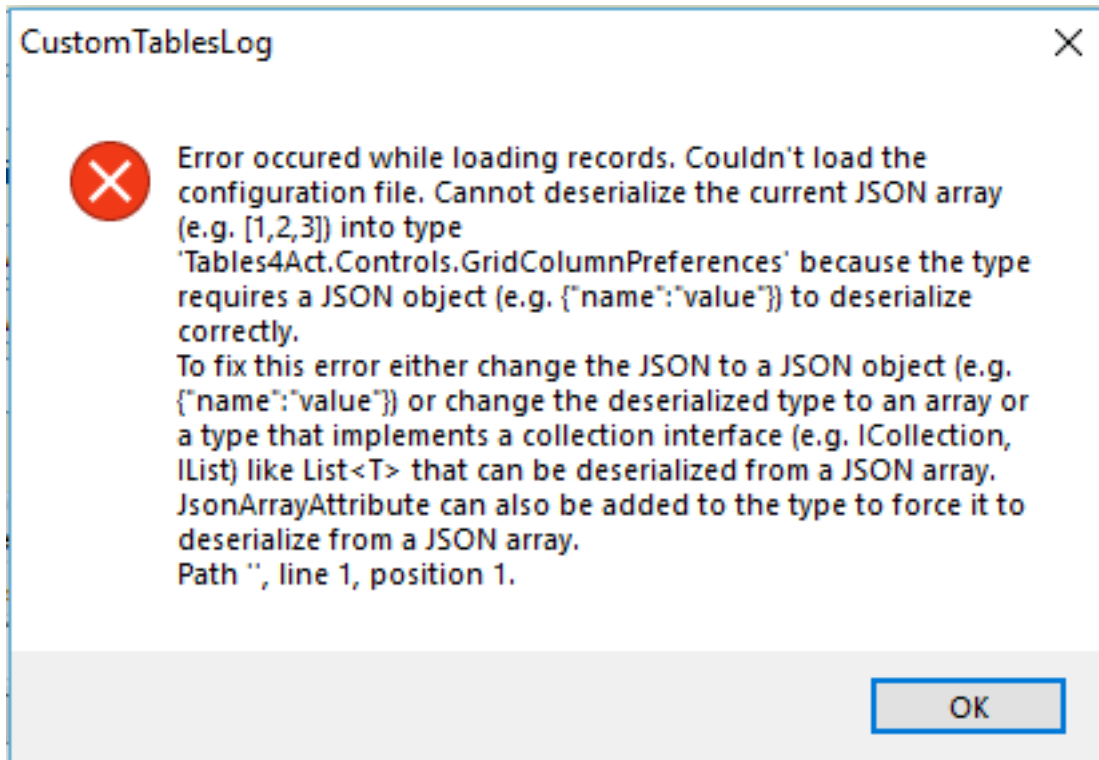 CustomTablesLog
Error occured while loading records. Couldn't load the
configuration file. Cannot deserialize the current JSON array
(e.g. [1,2,3]) into type
'Tables4Act.Controls.GridColumnPreferences' because the type
requires a JSON object (e.g. {"name":"value"}) to deserialize
correctly.
To fix this error either change the JSON to a JSON object (e.g.
{"name":"value"}) or change the deserialized type to an array or
a type that implements a collection interface (e.g. ICollection,
IList) like List<T> that can be deserialized from a JSON array.
JsonArrayAttribute can also be added to the type to force it to
deserialize from a JSON array.
Path '', line 1, position 1.
OK